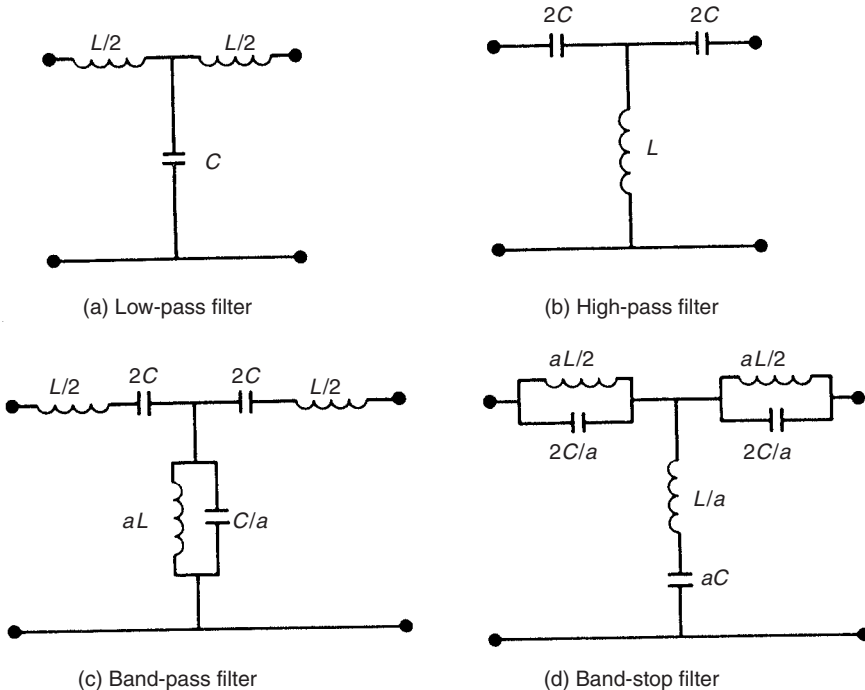 L/2 L/2
C
(a) Low-pass filter
2C 2C
L
(b) High-pass filter
L/2 2C 2C L/2
aL C/a
(c) Band-pass filter
aL/2 aL/2
2C/a 2C/a
L/a
aC
(d) Band-stop filter